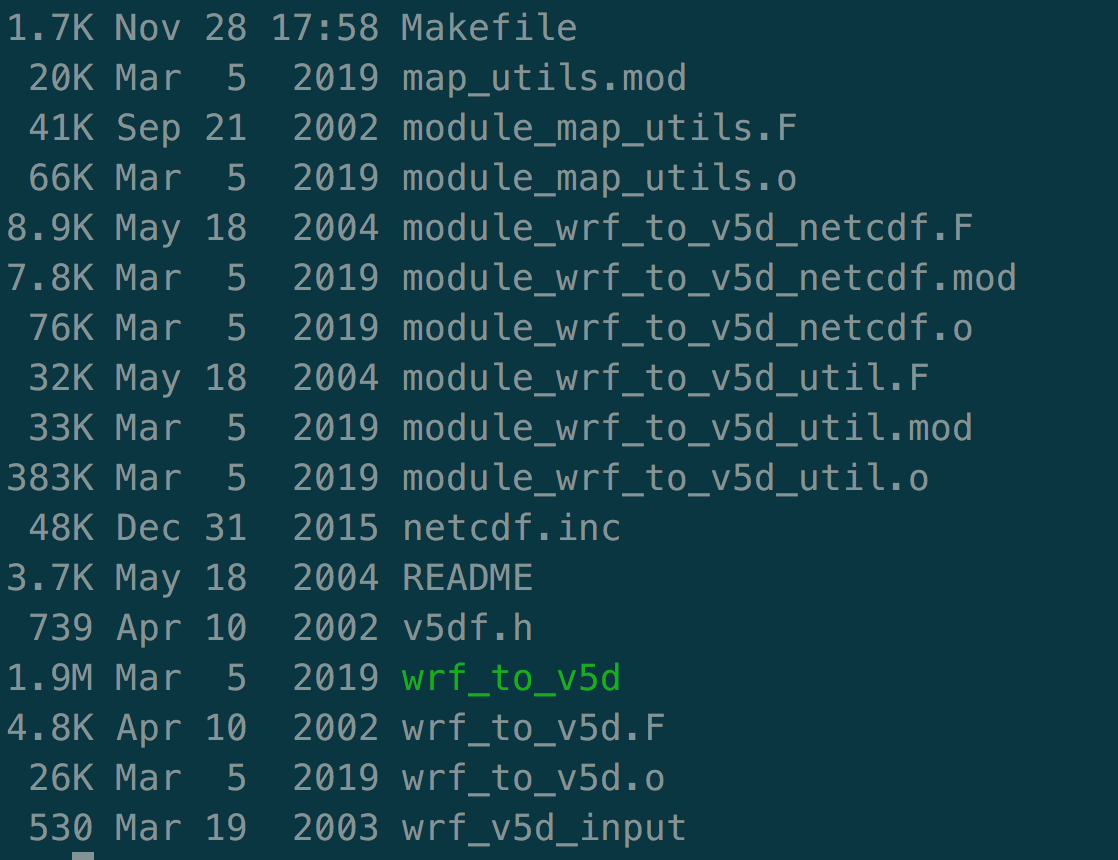 1.7K Nov 28 17:58 Makefile
 20K Mar  5  2019 map_utils.mod
 41K Sep 21  2002 module_map_utils.F
 66K Mar  5  2019 module_map_utils.o
8.9K May 18  2004 module_wrf_to_v5d_netcdf.F
7.8K Mar  5  2019 module_wrf_to_v5d_netcdf.mod
 76K Mar  5  2019 module_wrf_to_v5d_netcdf.o
 32K May 18  2004 module_wrf_to_v5d_util.F
 33K Mar  5  2019 module_wrf_to_v5d_util.mod
383K Mar  5  2019 module_wrf_to_v5d_util.o
 48K Dec 31  2015 netcdf.inc
3.7K May 18  2004 README
 739 Apr 10  2002 v5df.h
1.9M Mar  5  2019 wrf_to_v5d
4.8K Apr 10  2002 wrf_to_v5d.F
 26K Mar  5  2019 wrf_to_v5d.o
 530 Mar 19  2003 wrf_v5d_input